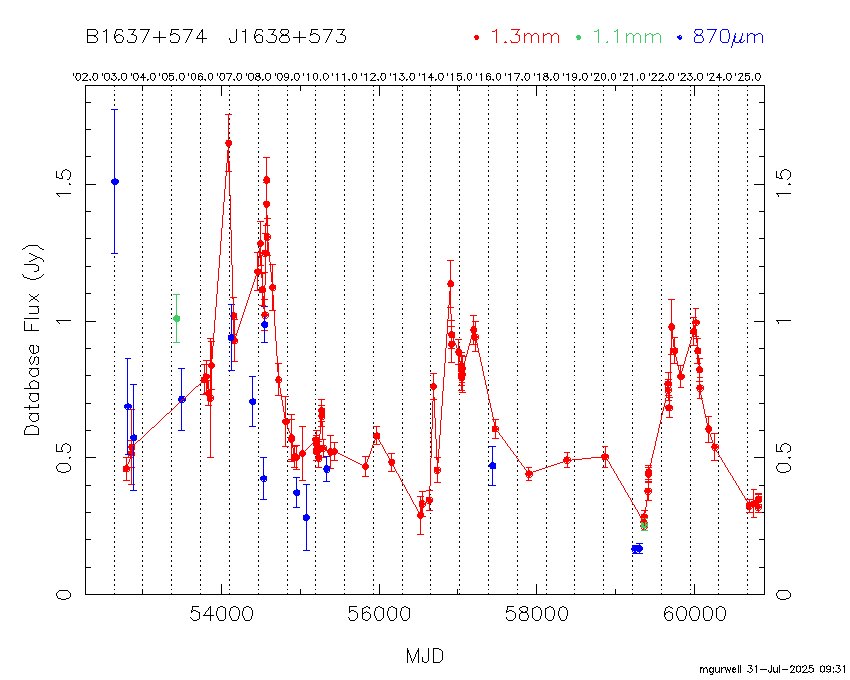 B1637+574 J1638+573 1.3mm 1.1mm 870μm
'02.0 '03.0 '04.0 '05.0 '06.0 '07.0 '08.0 '09.0 '10.0 '11.0 '12.0 '13.0 '14.0 '15.0 '16.0 '17.0 '18.0 '19.0 '20.0 '21.0 '22.0 '23.0 '24.0 '25.0
1.5 1.5
1 1
Database Flux (Jy)
0.5 0.5
0 0
54000 56000 58000 60000
MJD
mgurwell 31-Jul-2025 09:31